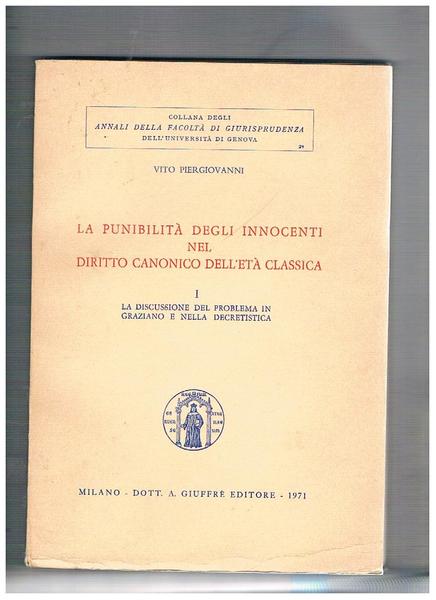 COLLANA DEGLI
ANNALI DELLA FACOLTÀ DI GIURISPRUDENZA
DELL'UNIVERSITÀ DI GENOVA
29
VITO PIERGIOVANNI
LA PUNIBILITÀ DEGLI INNOCENTI
NEL
DIRITTO CANONICO DELL'ETÀ CLASSICA
I
LA DISCUSSIONE DEL PROBLEMA IN
GRAZIANO E NELLA DECRETISTICA
MILANO - DOTT. A. GIUFFRÈ EDITORE - 1971